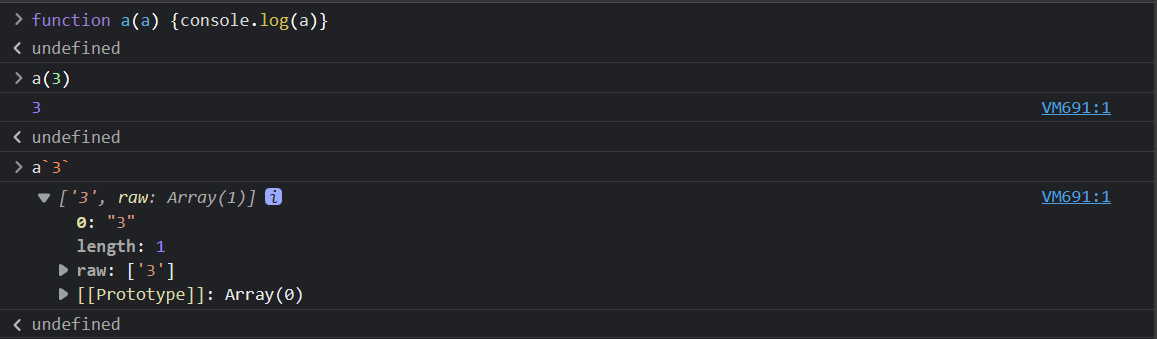 > function a(a) {console.log(a)}
< undefined
> a(3)
3 VM691:1
< undefined
> a`3`
▼ ['3', raw: Array(1)] i VM691:1
0: "3"
length: 1
▶ raw: ['3']
▶ [[Prototype]]: Array(0)
< undefined